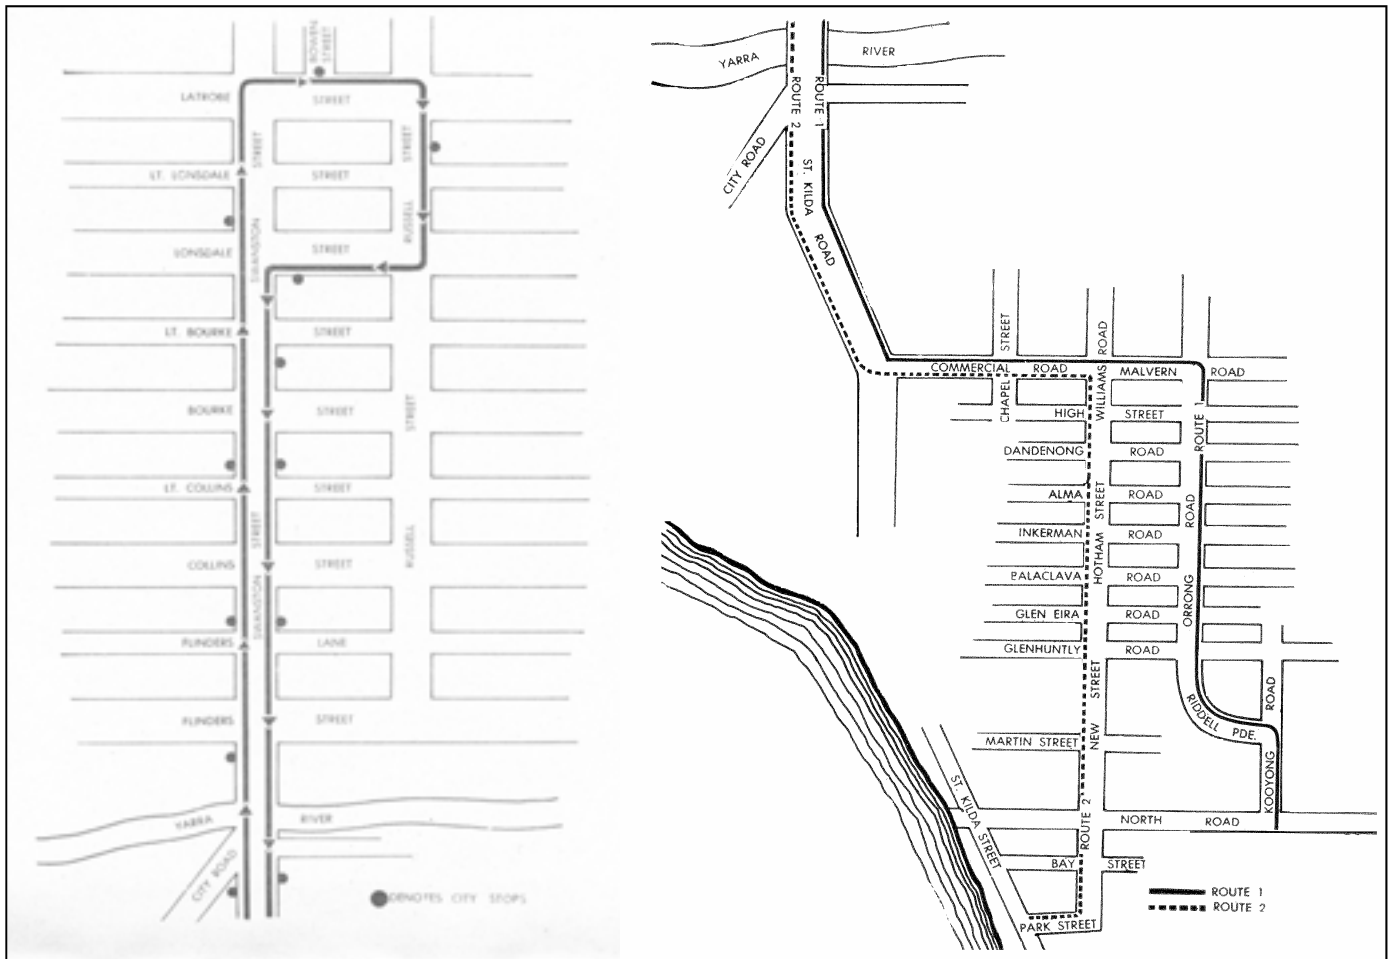 BOWEN
STREET
LATROBE STREET
STREET
STREET
LT. LONSDALE STREET
SWANSTON
RUSSELL
LONSDALE STREET
LT. BOURKE STREET
BOURKE STREET
STREET
LT. COLLINS STREET
STREET
RUSSELL
COLLINS STREET
SWANSTON
FLINDERS LANE
FLINDERS STREET
YARRA RIVER
CITY ROAD
DENOTES CITY STOPS
YARRA RIVER
ROUTE 2
ROUTE 1
CITY ROAD
ST. KILDA
ROAD
STREET
ROAD
COMMERCIAL ROAD
MALVERN ROAD
CHAPEL
WILLIAMS
HIGH STREET
ROUTE 1
DANDENONG ROAD
ALMA ROAD
STREET
ROAD
INKERMAN ROAD
HOTHAM
BALACLAVA ROAD
ORRONG
GLEN EIRA ROAD
GLENHUNTLY ROAD
STREET
ROAD
RIDDELL PDE.
NEW
MARTIN STREET
KOOYONG
ST. KILDA STREET
ROUTE 2
NORTH ROAD
BAY STREET
PARK STREET
ROUTE 1
ROUTE 2